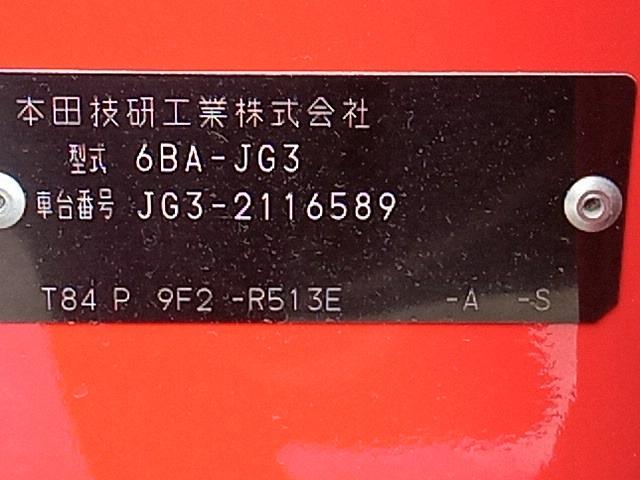 本田技研工業株式会社
型式 6BA-JG3
車台番号 JG3-2116589
T84 P 9F2 -R513E -A -S